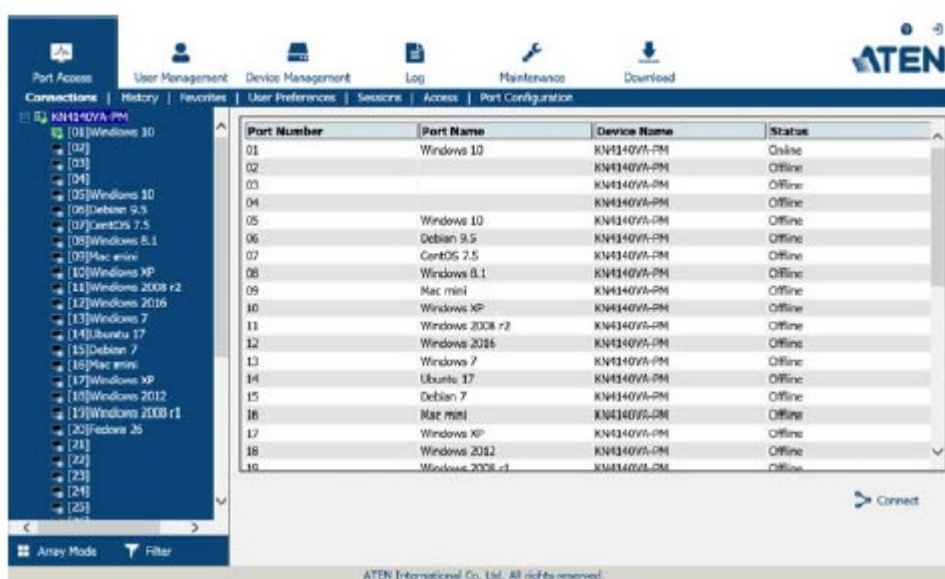 ATEN
Port Access
User Management
Device Management
Log
Maintenance
Download
Connections | History | Favorites | User Preferences | Sessions | Access | Port Configuration
KN4140VA-PM
[01]Windows 10
[02]
[03]
[04]
[05]Windows 10
[06]Debian 9.5
[07]CentOS 7.5
[08]Windows 8.1
[09]Mac mini
[10]Windows XP
[11]Windows 2008 r2
[12]Windows 2016
[13]Windows 7
[14]Ubuntu 17
[15]Debian 7
[16]Mac mini
[17]Windows XP
[18]Windows 2012
[19]Windows 2008 r1
[20]Fedora 26
[21]
[22]
[23]
[24]
[25]
Array Mode
Filter
Port Number Port Name Device Name Status
01 Windows 10 KN4140VA-PM Online
02 KN4140VA-PM Offline
03 KN4140VA-PM Offline
04 KN4140VA-PM Offline
05 Windows 10 KN4140VA-PM Offline
06 Debian 9.5 KN4140VA-PM Offline
07 CentOS 7.5 KN4140VA-PM Offline
08 Windows 8.1 KN4140VA-PM Offline
09 Mac mini KN4140VA-PM Offline
10 Windows XP KN4140VA-PM Offline
11 Windows 2008 r2 KN4140VA-PM Offline
12 Windows 2016 KN4140VA-PM Offline
13 Windows 7 KN4140VA-PM Offline
14 Ubuntu 17 KN4140VA-PM Offline
15 Debian 7 KN4140VA-PM Offline
16 Mac mini KN4140VA-PM Offline
17 Windows XP KN4140VA-PM Offline
18 Windows 2012 KN4140VA-PM Offline
19 Windows 2008 r1 KN4140VA-PM Offline
Connect
ATEN International Co. Ltd. All rights reserved.